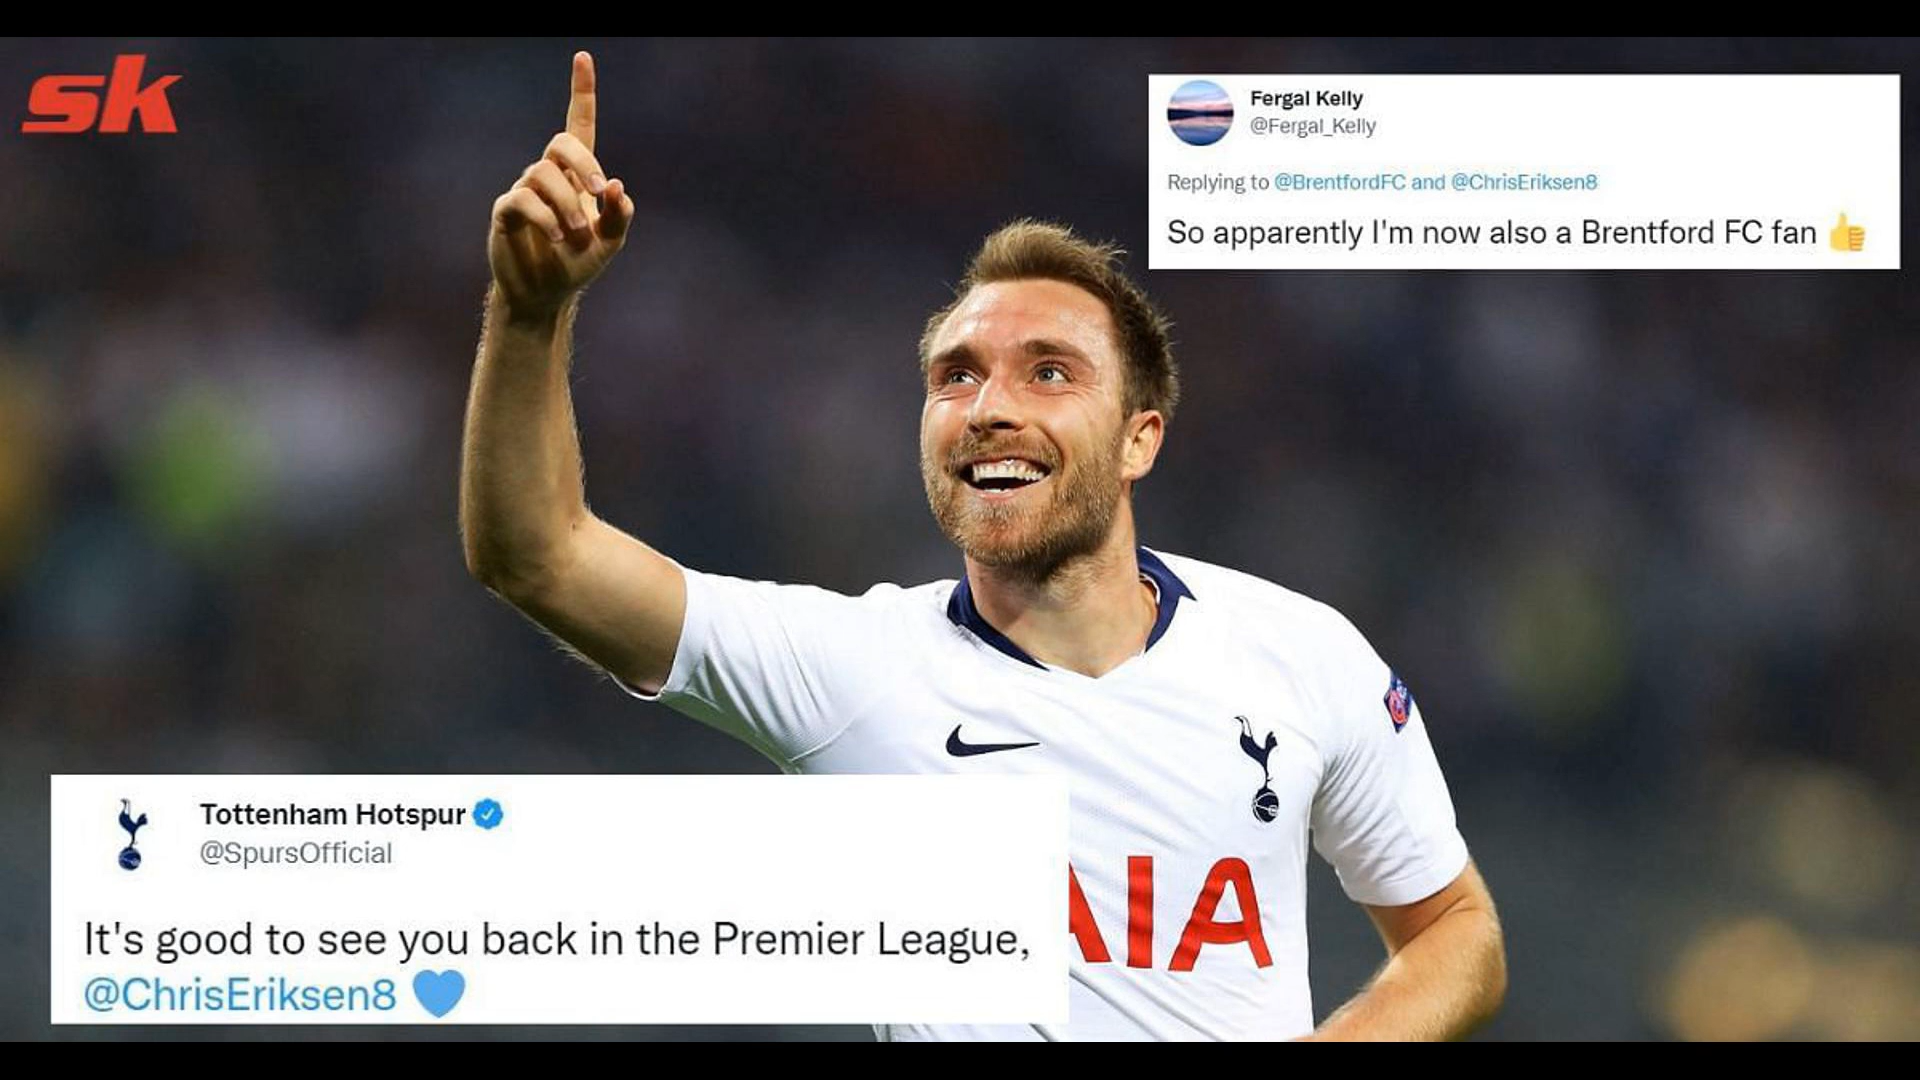 sk
Fergal Kelly
@Fergal_Kelly
Replying to @BrentfordFC and @ChrisEriksen8
So apparently I'm now also a Brentford FC fan 👍
Tottenham Hotspur
@SpursOfficial
It's good to see you back in the Premier League,
@ChrisEriksen8 💙
AIA